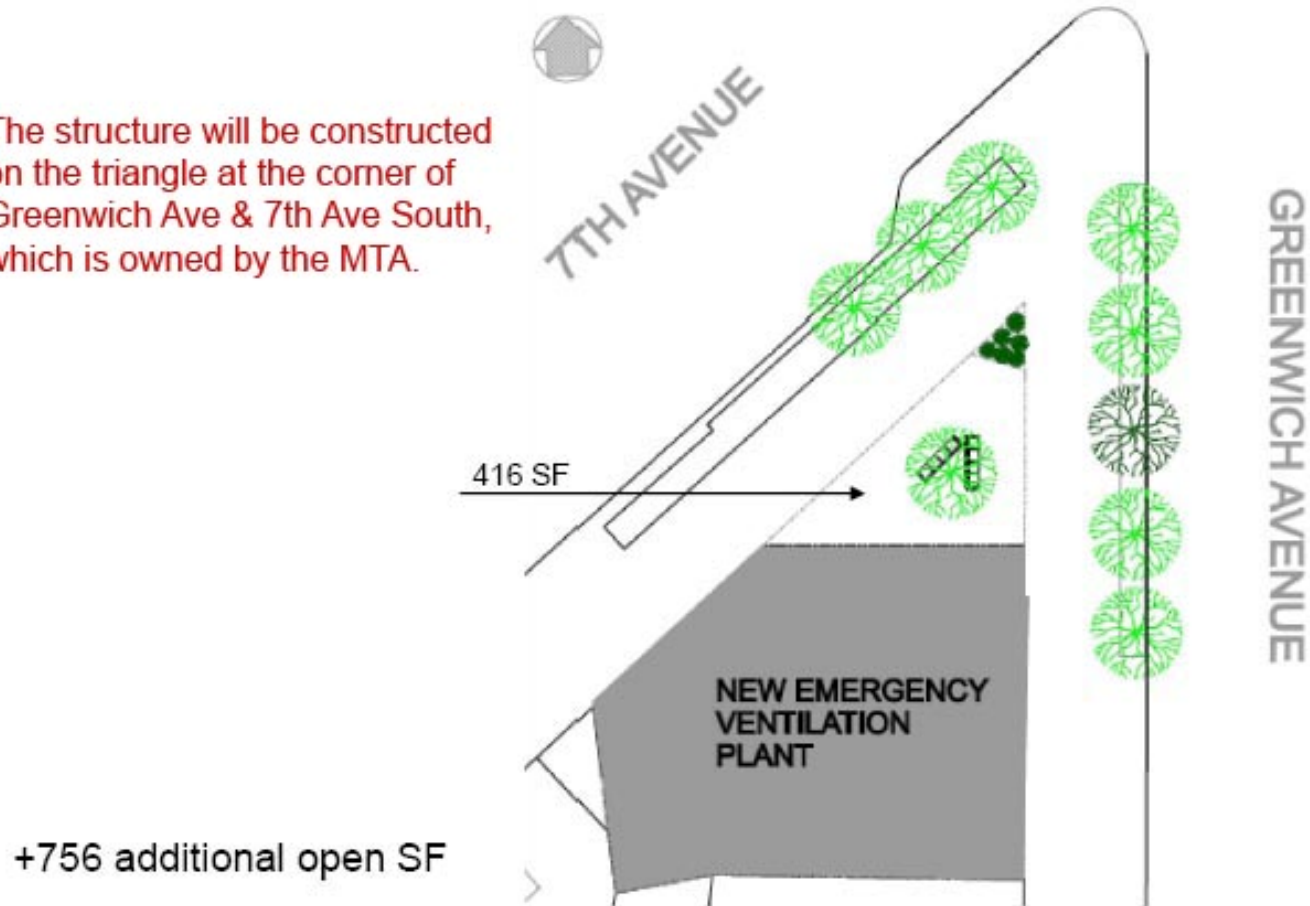 7TH AVENUE
he structure will be constructed
n the triangle at the corner of
Greenwich Ave & 7th Ave South,
which is owned by the MTA.
GREENWICH AVENUE
416 SF
NEW EMERGENCY
VENTILATION
PLANT
+756 additional open SF